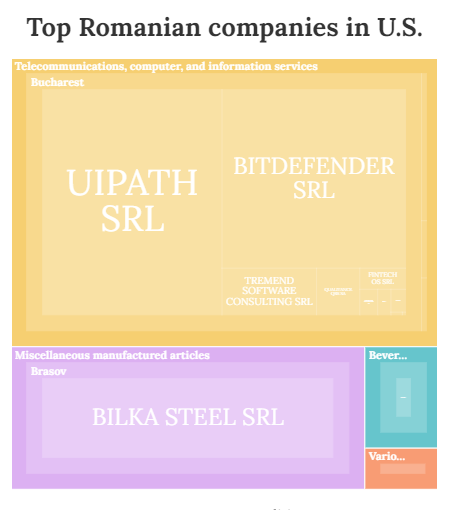 Top Romanian companies in U.S.
Telecommunications, computer, and information services
Bucharest
UIPATH
SRL
BITDEFENDER
SRL
TREMEND
SOFTWARE
CONSULTING SRL
FINTECH
OS SRL
Miscellaneous manufactured articles
Brasov
BILKA STEEL SRL
Bever...
Vario...